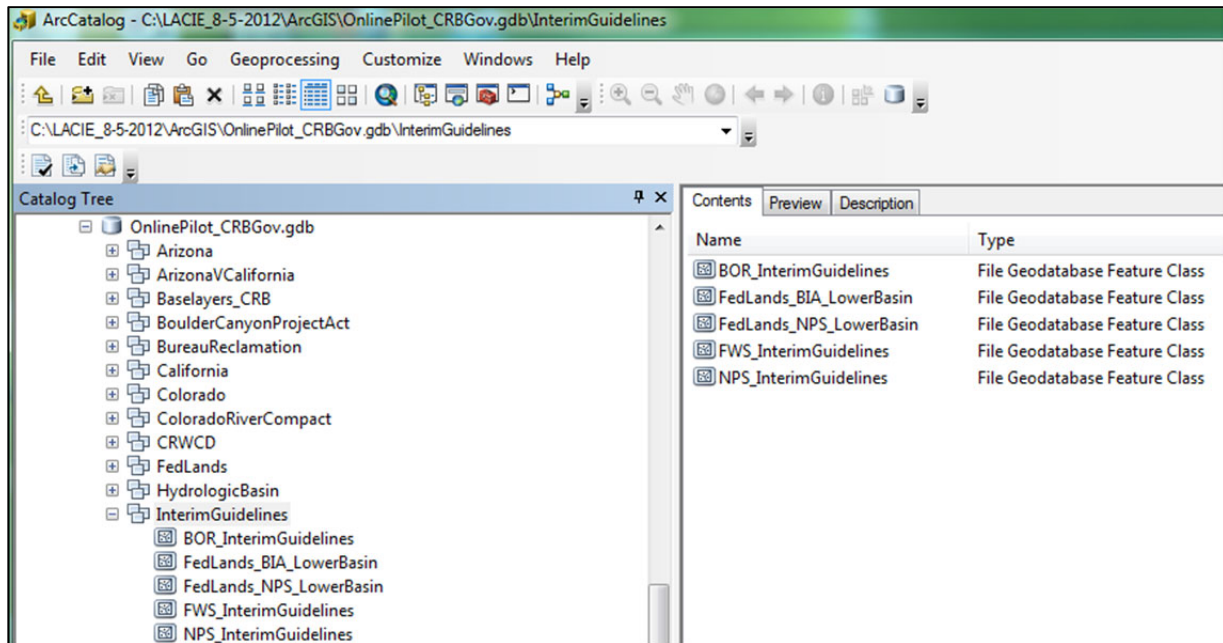 ArcCatalog - C:\LACIE_8-5-2012\ArcGIS\OnlinePilot_CRBGov.gdb\InterimGuidelines
File Edit View Go Geoprocessing Customize Windows Help
C:\LACIE_8-5-2012\ArcGIS\OnlinePilot_CRBGov.gdb\InterimGuidelines
Catalog Tree
OnlinePilot_CRBGov.gdb
Arizona
ArizonaVCalifornia
Baselayers_CRB
BoulderCanyonProjectAct
BureauReclamation
California
Colorado
ColoradoRiverCompact
CRWCD
FedLands
HydrologicBasin
InterimGuidelines
BOR_InterimGuidelines
FedLands_BIA_LowerBasin
FedLands_NPS_LowerBasin
FWS_InterimGuidelines
NPS_InterimGuidelines
Contents Preview Description
Name Type
BOR_InterimGuidelines File Geodatabase Feature Class
FedLands_BIA_LowerBasin File Geodatabase Feature Class
FedLands_NPS_LowerBasin File Geodatabase Feature Class
FWS_InterimGuidelines File Geodatabase Feature Class
NPS_InterimGuidelines File Geodatabase Feature Class